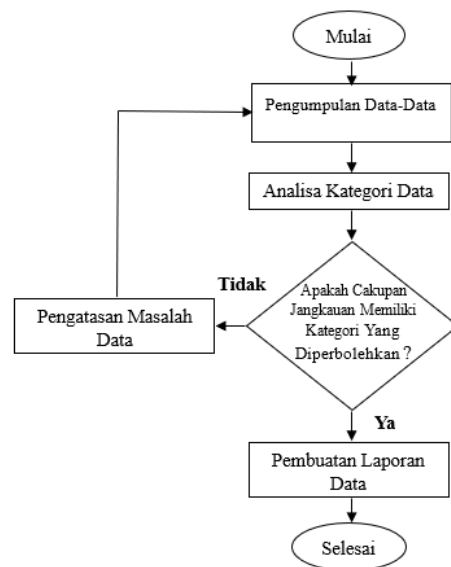 Mulai
Pengumpulan Data-Data
Analisa Kategori Data
Apakah Cakupan
Jangkauan Memiliki
Kategori Yang
Diperbolehkan ?
Tidak
Pengatasan Masalah
Data
Ya
Pembuatan Laporan
Data
Selesai